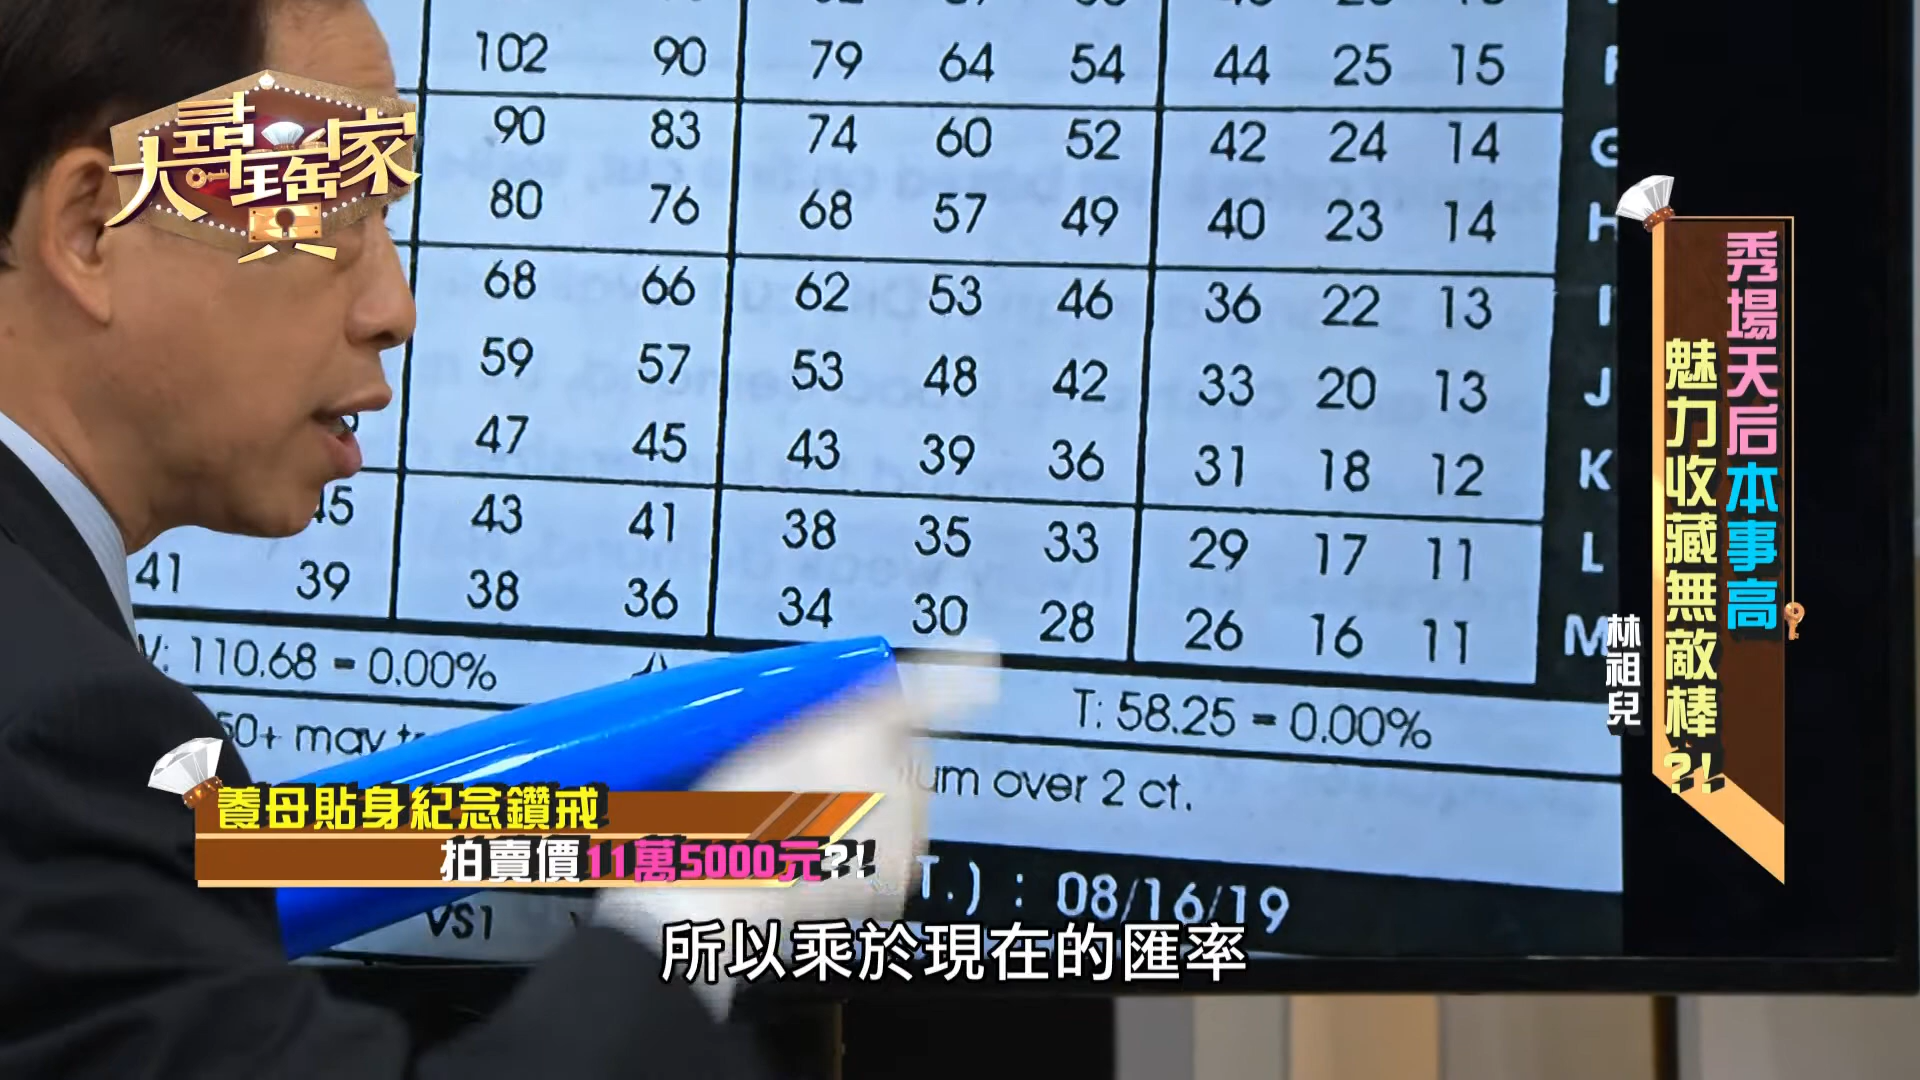 102 90 79 64 54 44 25 15
90 83 74 60 52 42 24 14 G
80 76 68 57 49 40 23 14 H
68 66 62 53 46 36 22 13 I
59 57 53 48 42 33 20 13 J
47 45 43 39 36 31 18 12 K
45 43 41 38 35 33 29 17 11 L
41 39 38 36 34 30 28 26 16 11 M
110.68 = 0.00%
T: 58.25 = 0.00%
50+ may
over 2 ct.
T.) : 08/16/19
VS1
大尋寶家
秀場天后本事高
魅力收藏無敵棒?!
林祖兒
養母貼身紀念鑽戒
拍賣價11萬5000元?!
所以乘於現在的匯率